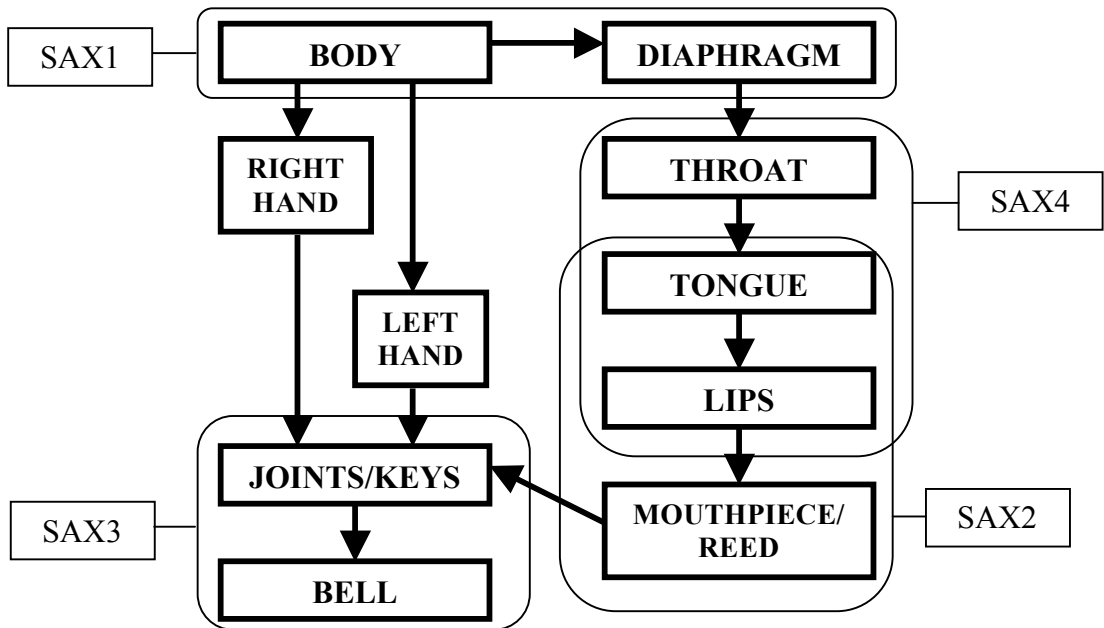 SAX1
BODY
DIAPHRAGM
RIGHT
HAND
THROAT
SAX4
TONGUE
LEFT
HAND
LIPS
JOINTS/KEYS
MOUTHPIECE/
REED
SAX3
SAX2
BELL